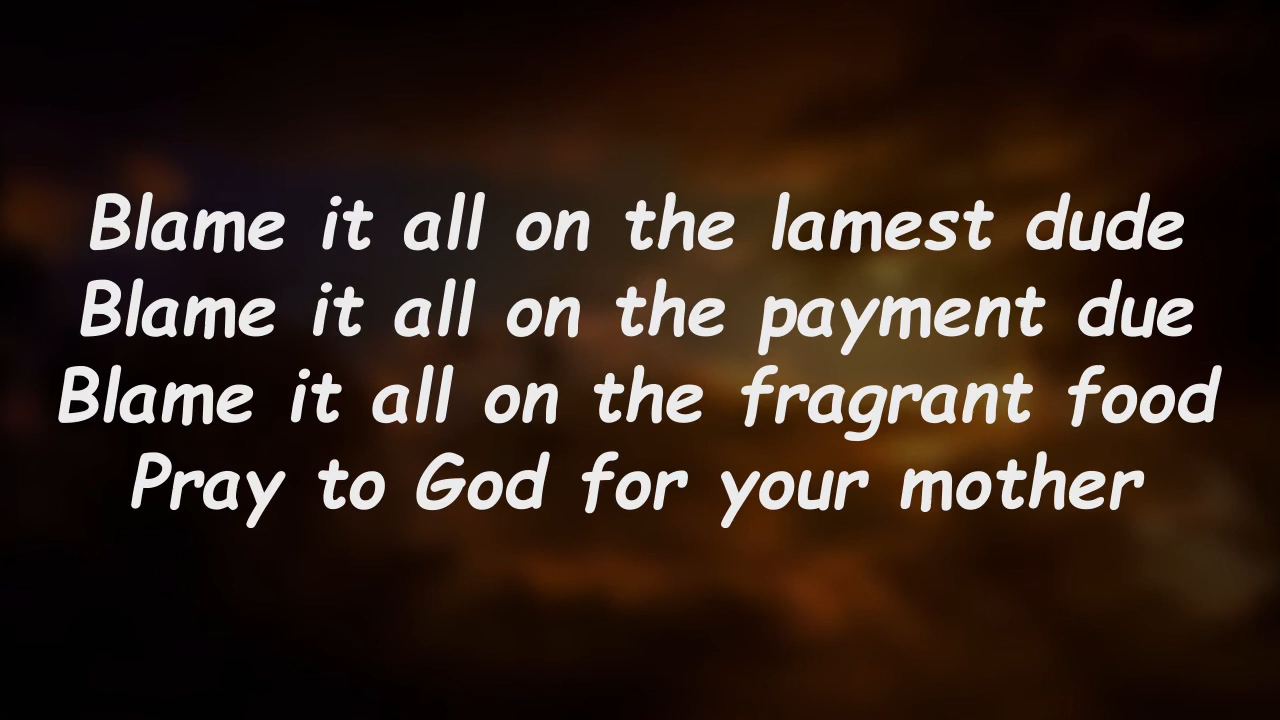 Blame it all on the lamest dude
Blame it all on the payment due
Blame it all on the fragrant food
Pray to God for your mother